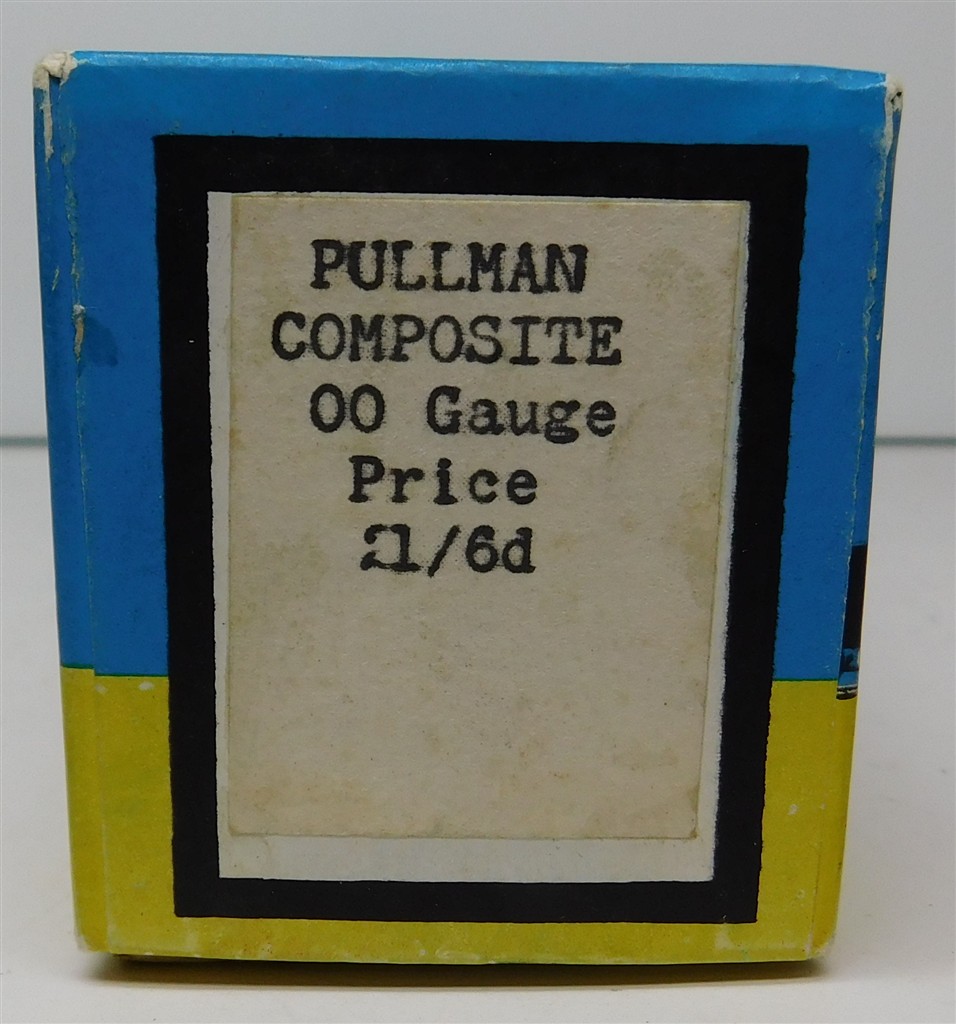 PULLMAN
COMPOSITE
00 Gauge
Price
21/6d